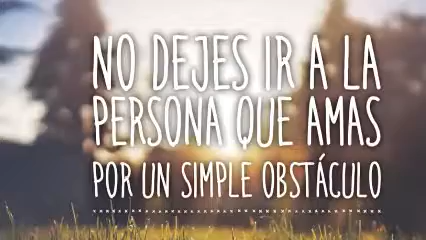 NO DEJES IR A LA
PERSONA QUE AMAS
POR UN SIMPLE OBSTÁCULO